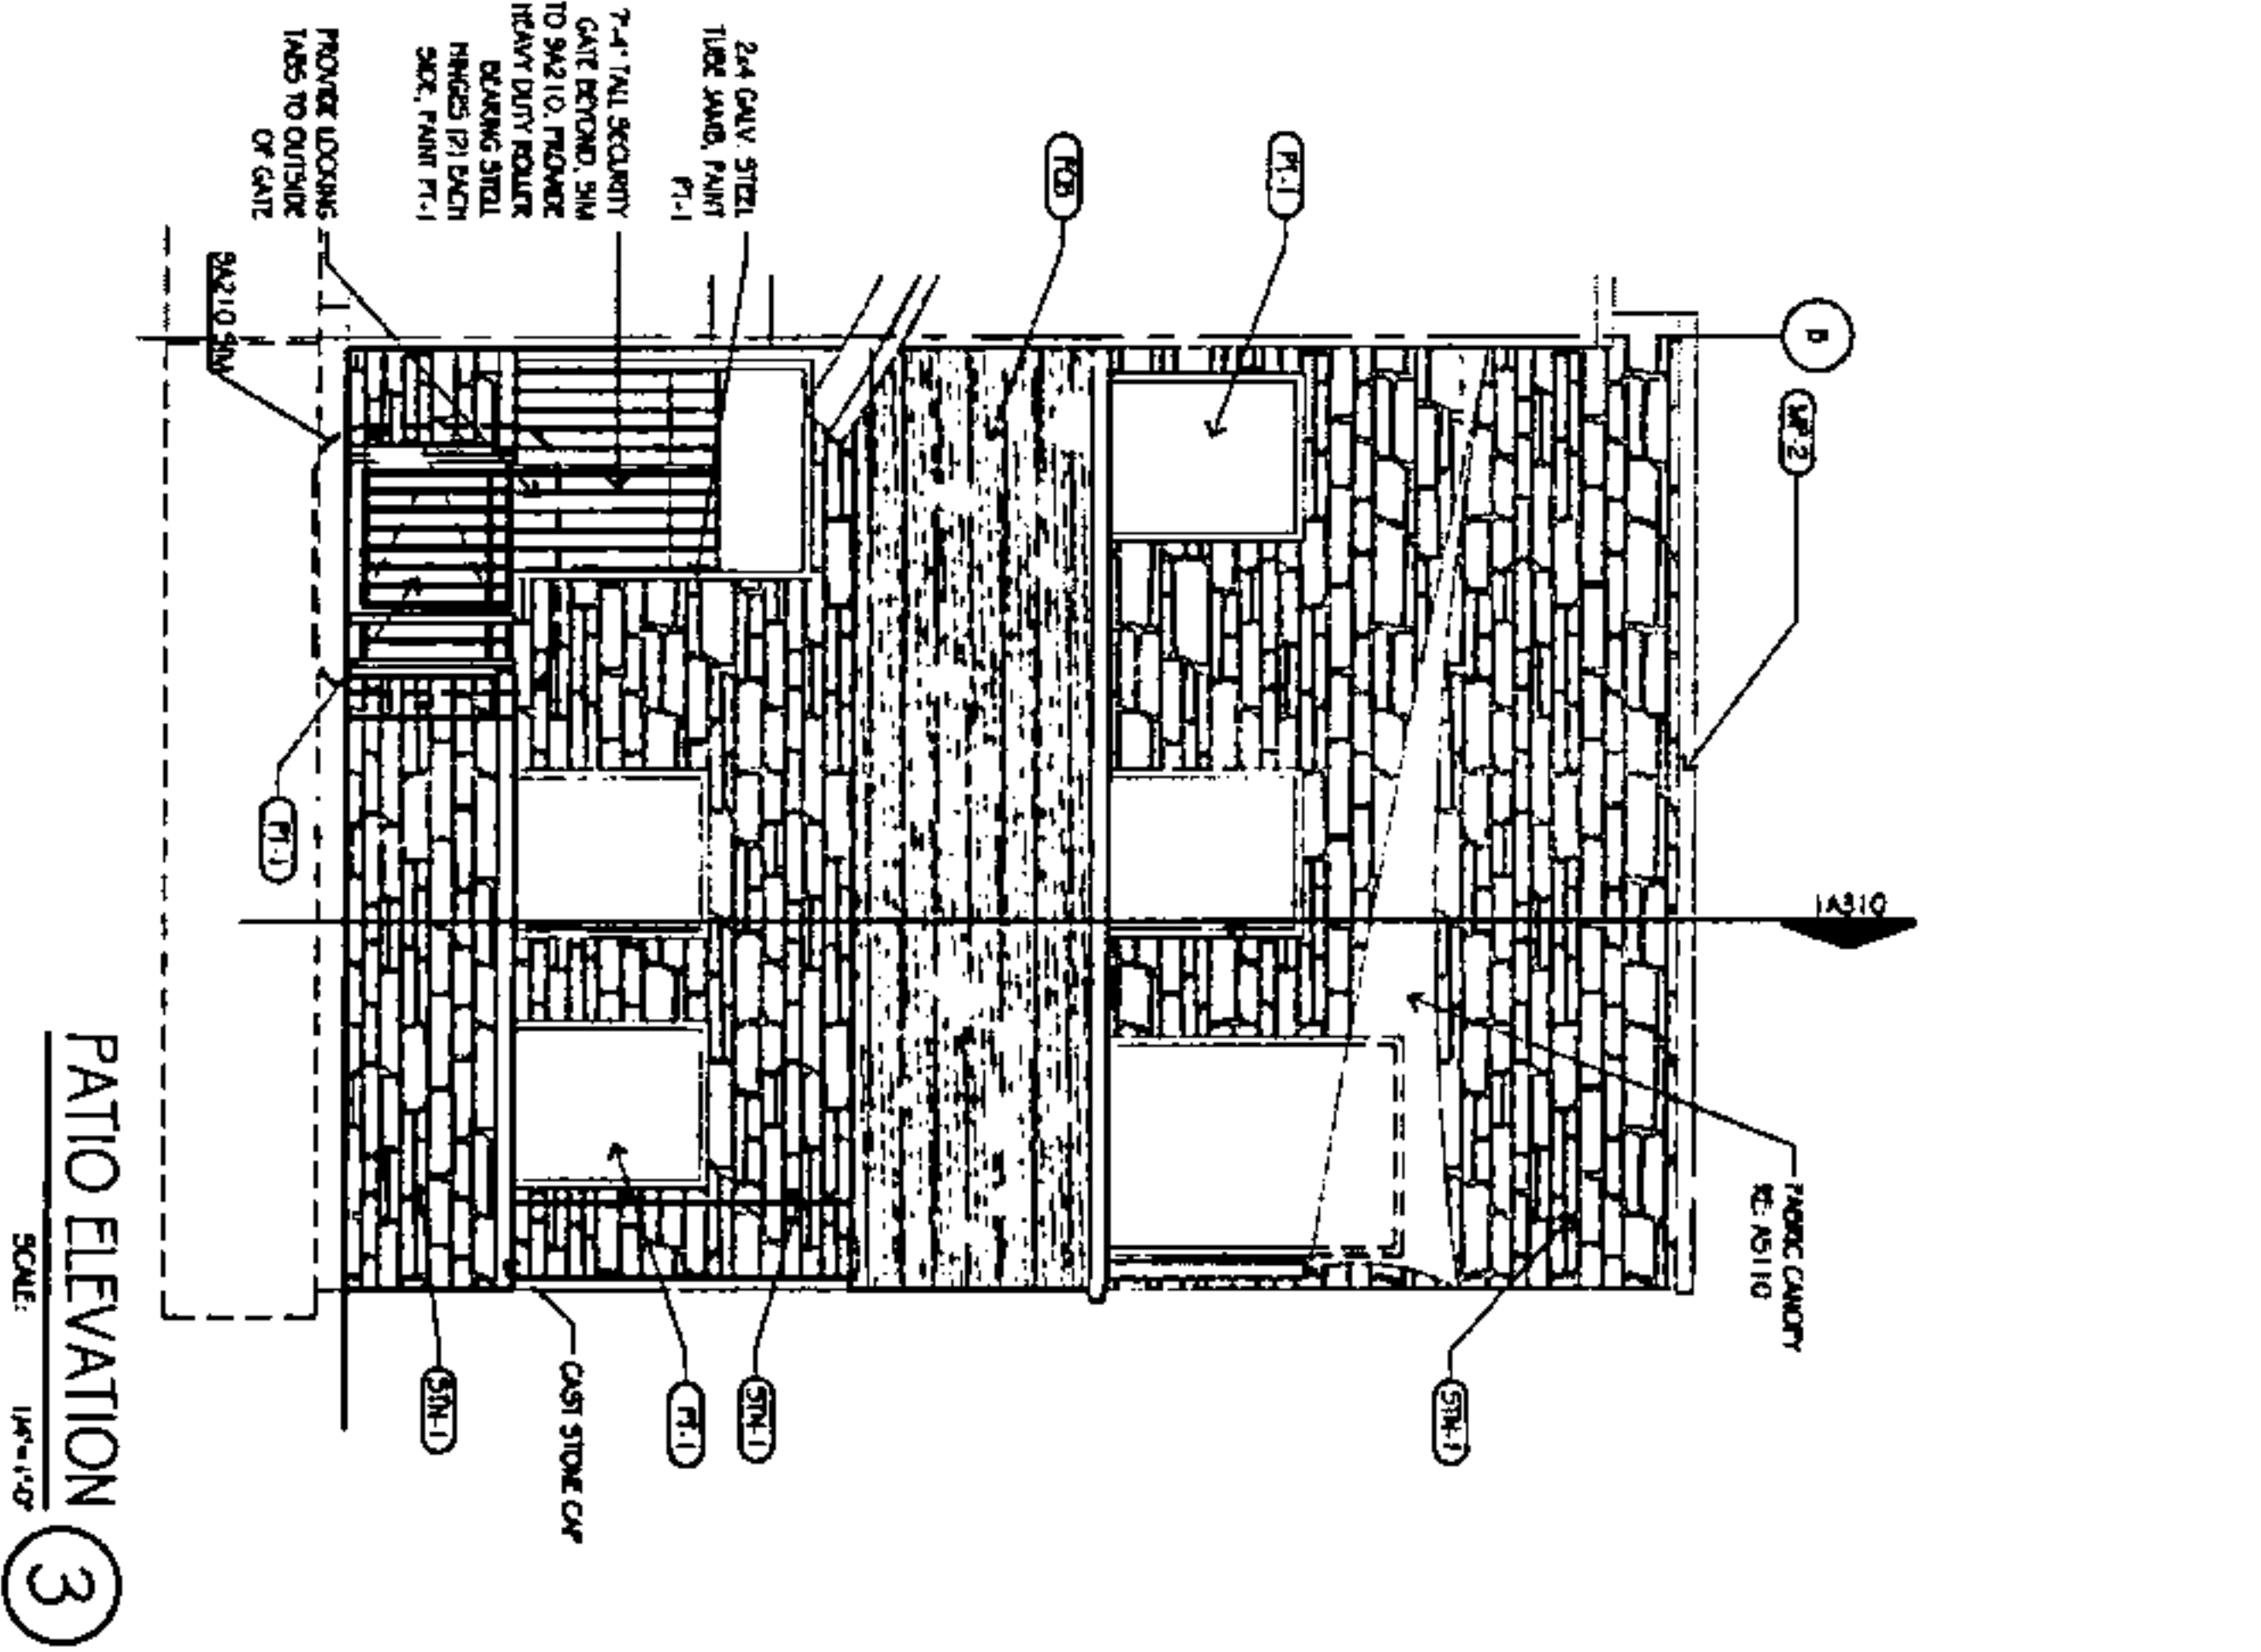 MP-2
1A310
FABRIC CANOPY
RE: A5110
PT-1
FCB
STN-1
2x4 GALV. STEEL
TUBE JAMB, PAINT
PT-1
7'-4" TALL SECURITY
GATE BEYOND, SIM
TO 9A210. PROVIDE
HEAVY DUTY ROLLER
BEARING STEEL
HINGES (2) EACH
SIDE, PAINT PT-1
STN-1
PT-1
CAST STONE CAP
PROVIDE LOCKING
TABS TO OUTSIDE
OF GATE
STN-1
PT-1
PATIO ELEVATION
SCALE: 1/4"=1'-0"
3